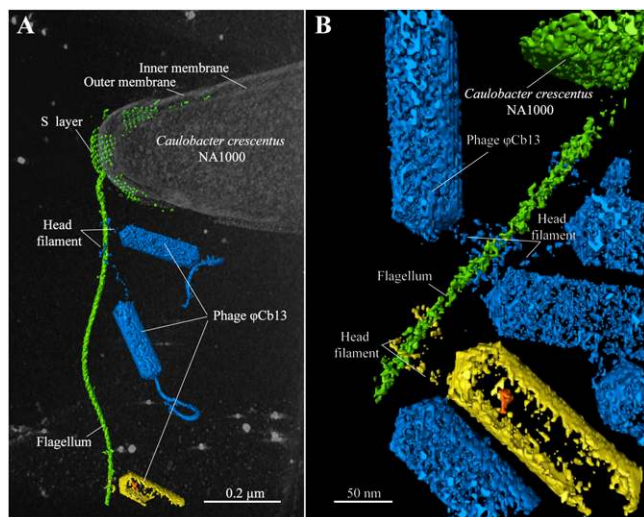 A
Inner membrane
Outer membrane
S layer
Caulobacter crescentus
NA1000
Head
filament
Phage φCb13
Flagellum
0.2 μm
B
Caulobacter crescentus
NA1000
Phage φCb13
Head
filament
Flagellum
Head
filament
50 nm